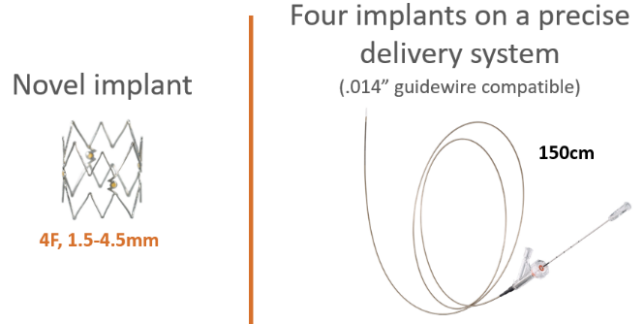 Novel implant
4F, 1.5-4.5mm
Four implants on a precise
delivery system
(.014” guidewire compatible)
150cm